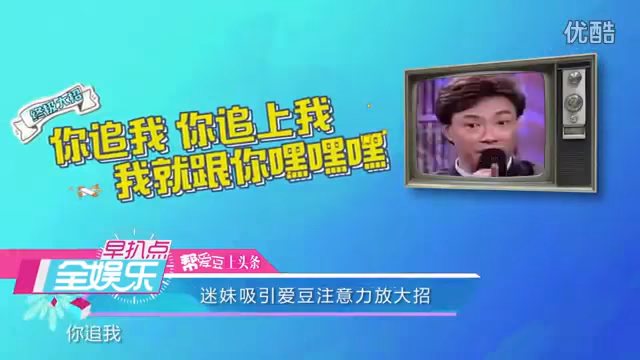 优酷
终极大招
你追我 你追上我
我就跟你嘿嘿嘿
早扒点
全娱乐
帮爱豆上头条
迷妹吸引爱豆注意力放大招
你追我